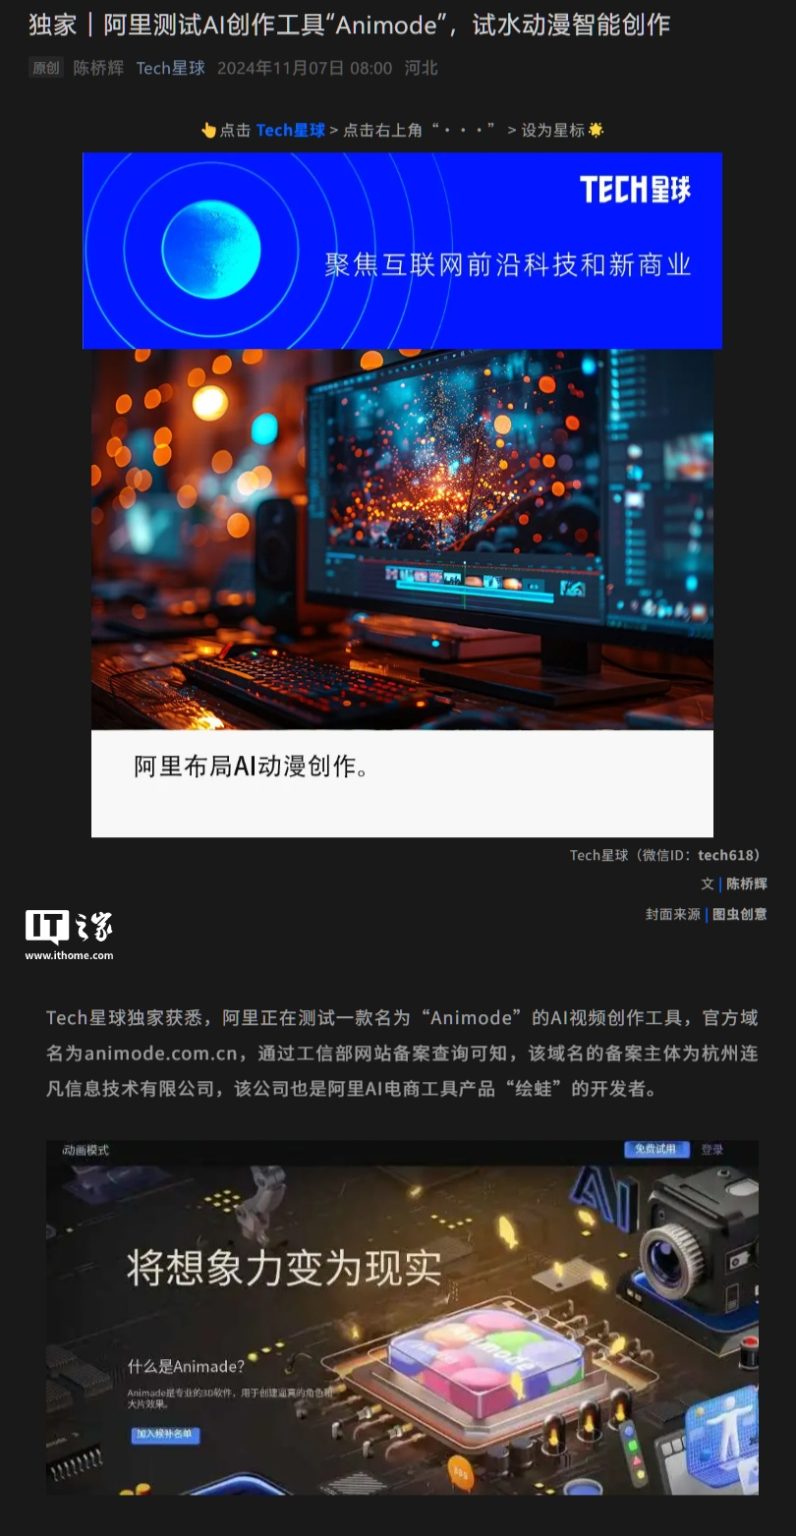 独家｜阿里测试AI创作工具“Animode”，试水动漫智能创作
原创 陈桥辉 Tech星球 2024年11月07日 08:00 河北
👆点击 Tech星球 > 点击右上角“···” > 设为星标🌟
TECH星球
聚焦互联网前沿科技和新商业
阿里布局AI动漫创作。
Tech星球（微信ID：tech618）
文 | 陈桥辉
封面来源 | 图虫创意
IT之家
www.ithome.com
Tech星球独家获悉，阿里正在测试一款名为“Animode”的AI视频创作工具，官方域
名为animode.com.cn，通过工信部网站备案查询可知，该域名的备案主体为杭州连
凡信息技术有限公司，该公司也是阿里AI电商工具产品“绘蛙”的开发者。
动画模式 免费试用 登录
AI
将想象力变为现实
Animode
什么是Animade？
Animade是专业的3D软件，用于创建逼真的角色和
大片效果。
加入候补名单